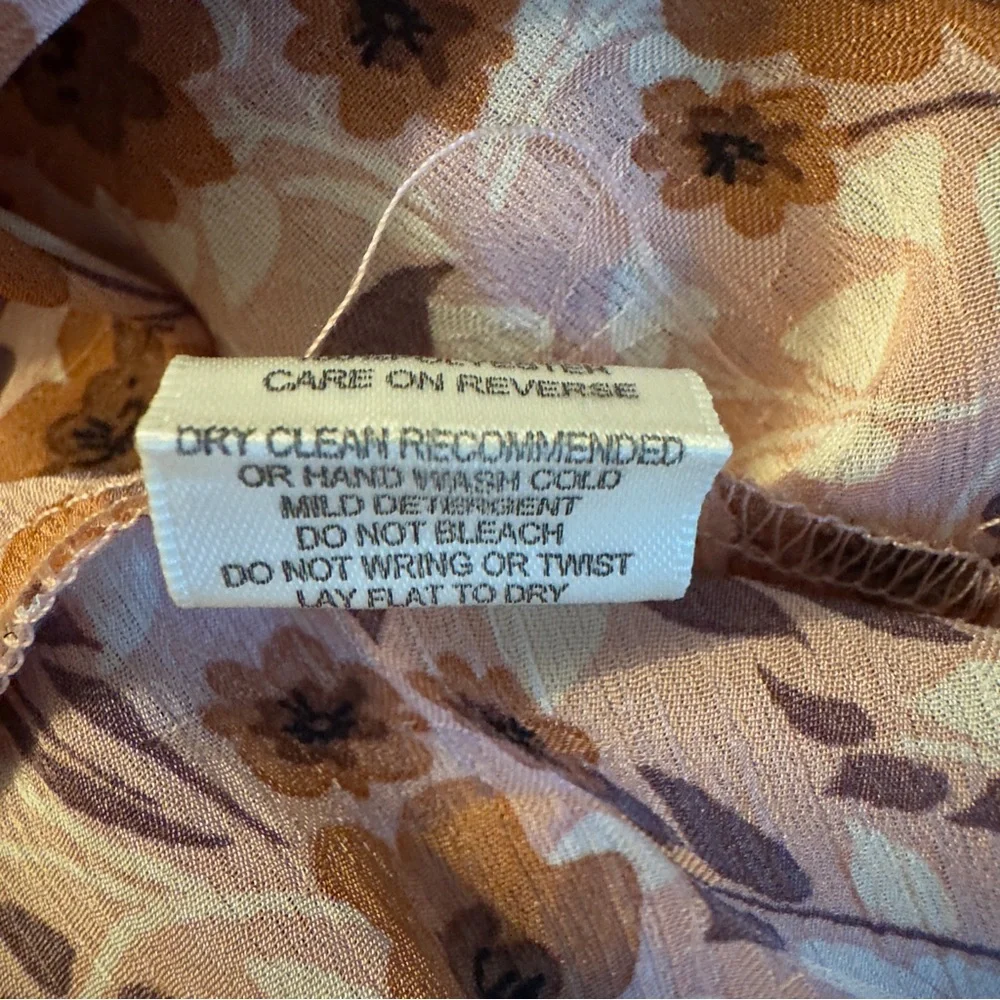 CARE ON REVERSE
DRY CLEAN RECOMMENDED
OR HAND WASH COLD
MILD DETERGENT
DO NOT BLEACH
DO NOT WRING OR TWIST
LAY FLAT TO DRY